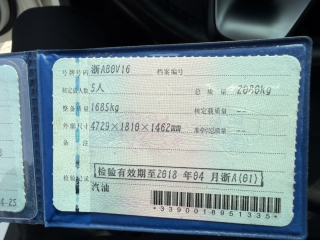 号牌号码 浙A80V16 档案编号
核定载人数 5人 总质量 2080kg
整备质量 1685kg 核定载质量 --
外廓尺寸 4729×1810×1462mm 准牵引总质量 --
备注
检验有效期至2018年04月浙A(01)
检验记录
汽油
*3390018951335*